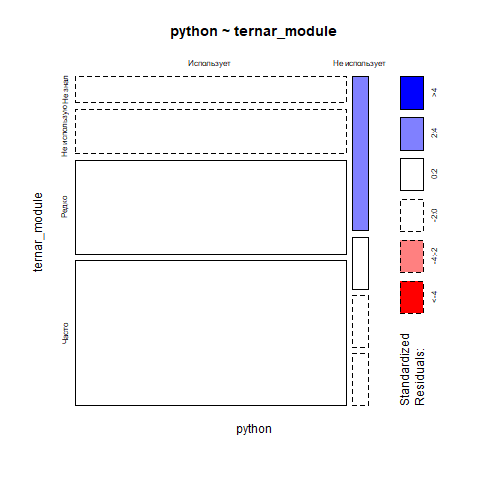 python ~ ternar_module
Использует
Не использует
Не знал
Не использую
Редко
Часто
ternar_module
python
>4
2:4
0:2
-2:0
-4:-2
<-4
Standardized
Residuals: